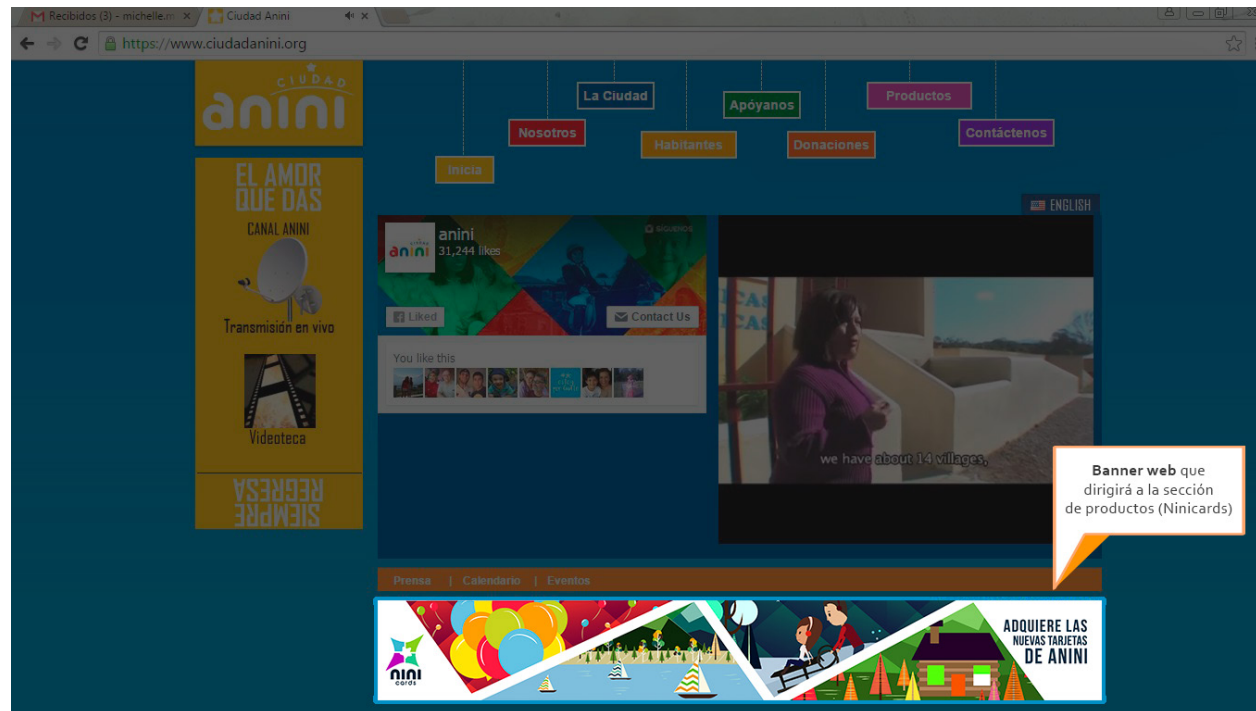 Recibidos (3) - michelle.m
Ciudad Anini
https://www.ciudadanini.org
CIUDAD
anini
La Ciudad
Productos
Apóyanos
Nosotros
Contáctenos
Habitantes
Donaciones
Inicia
EL AMOR
QUE DAS
CANAL ANINI
Transmisión en vivo
Videoteca
SIEMPRE
REGRESA
ENGLISH
ciudad
anini
anini
31,244 likes
SIGUENOS
Liked
Contact Us
You like this
we have about 14 villages,
Banner web que
dirigirá a la sección
de productos (Ninicards)
Prensa | Calendario | Eventos
nini
cards
ADQUIERE LAS
NUEVAS TARJETAS
DE ANINI